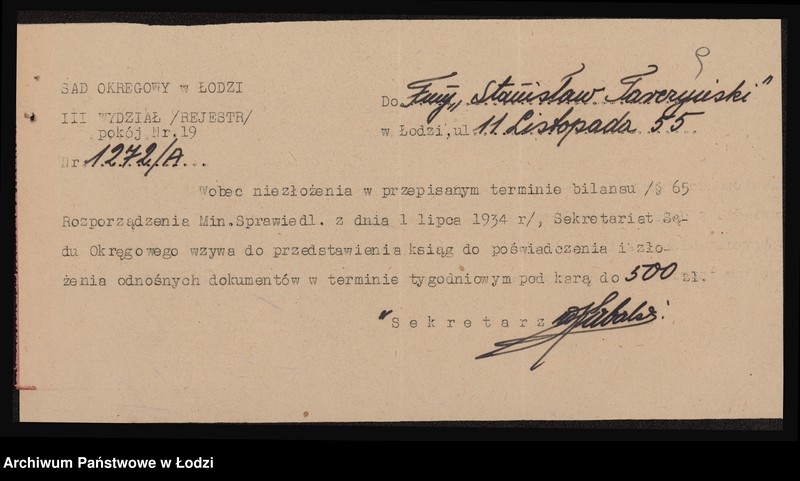 SAD OKREGOWY w ŁODZI
III WYDZIAŁ /REJESTR/
pokój Nr.19
Nr 1272/A...
Do Firmy „Stanisław Tarczyński"
w Łodzi, ul 11 Listopada 55
Wobec niezłożenia w przepisanym terminie bilansu /§ 65
Rozporządzenia Min.Sprawiedl. z dnia 1 lipca 1934 r/, Sekretariat Są-
du Okręgowego wzywa do przedstawienia ksiąg do poświadczenia i zło-
żenia odnośnych dokumentów w terminie tygodniowym pod karą do 500 zł.
"Sekretarz
Archiwum Państwowe w Łodzi